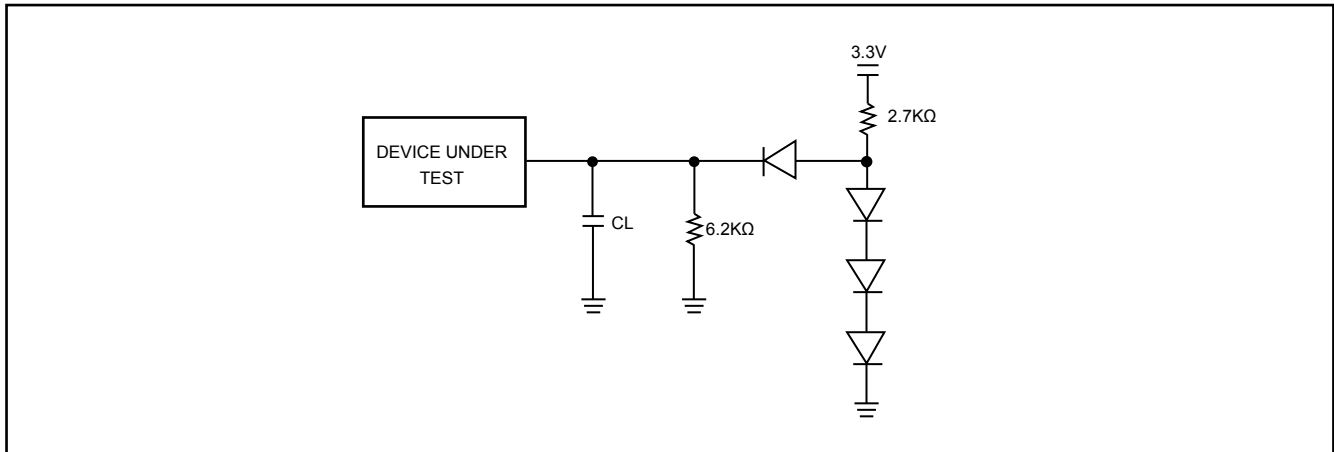 3.3V
2.7KΩ
DEVICE UNDER
TEST
CL
6.2KΩ